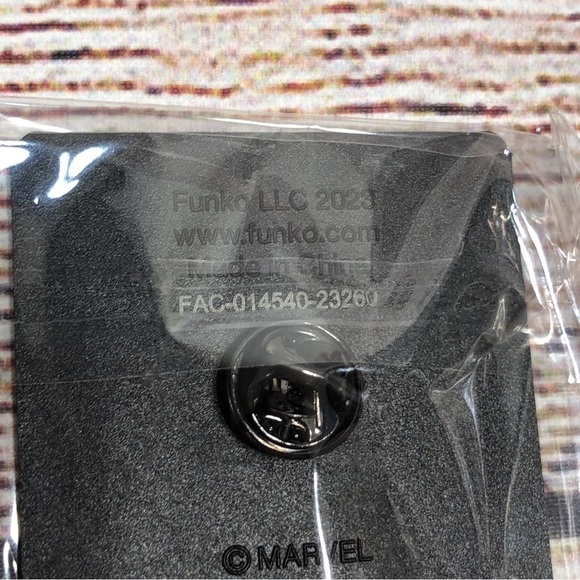 Funko LLC 2023
www.funko.com
Made in China
FAC-014540-23260
© MARVEL